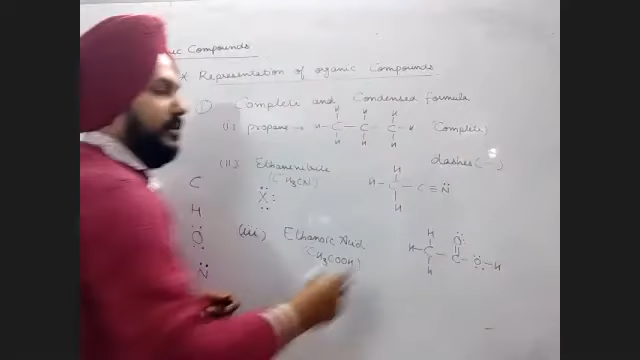 ic Compounds
* Representation of organic Compounds
① Complete and Condensed formula
(i) propane → H H H H C C C H H H H (Complete)
dashes (—)
(ii) Ethanenitrile H H C C ≡ N H
(CH3CN)
C X
H
O (iii) Ethanoic Acid H H C C O O H H
(CH3COOH)
N